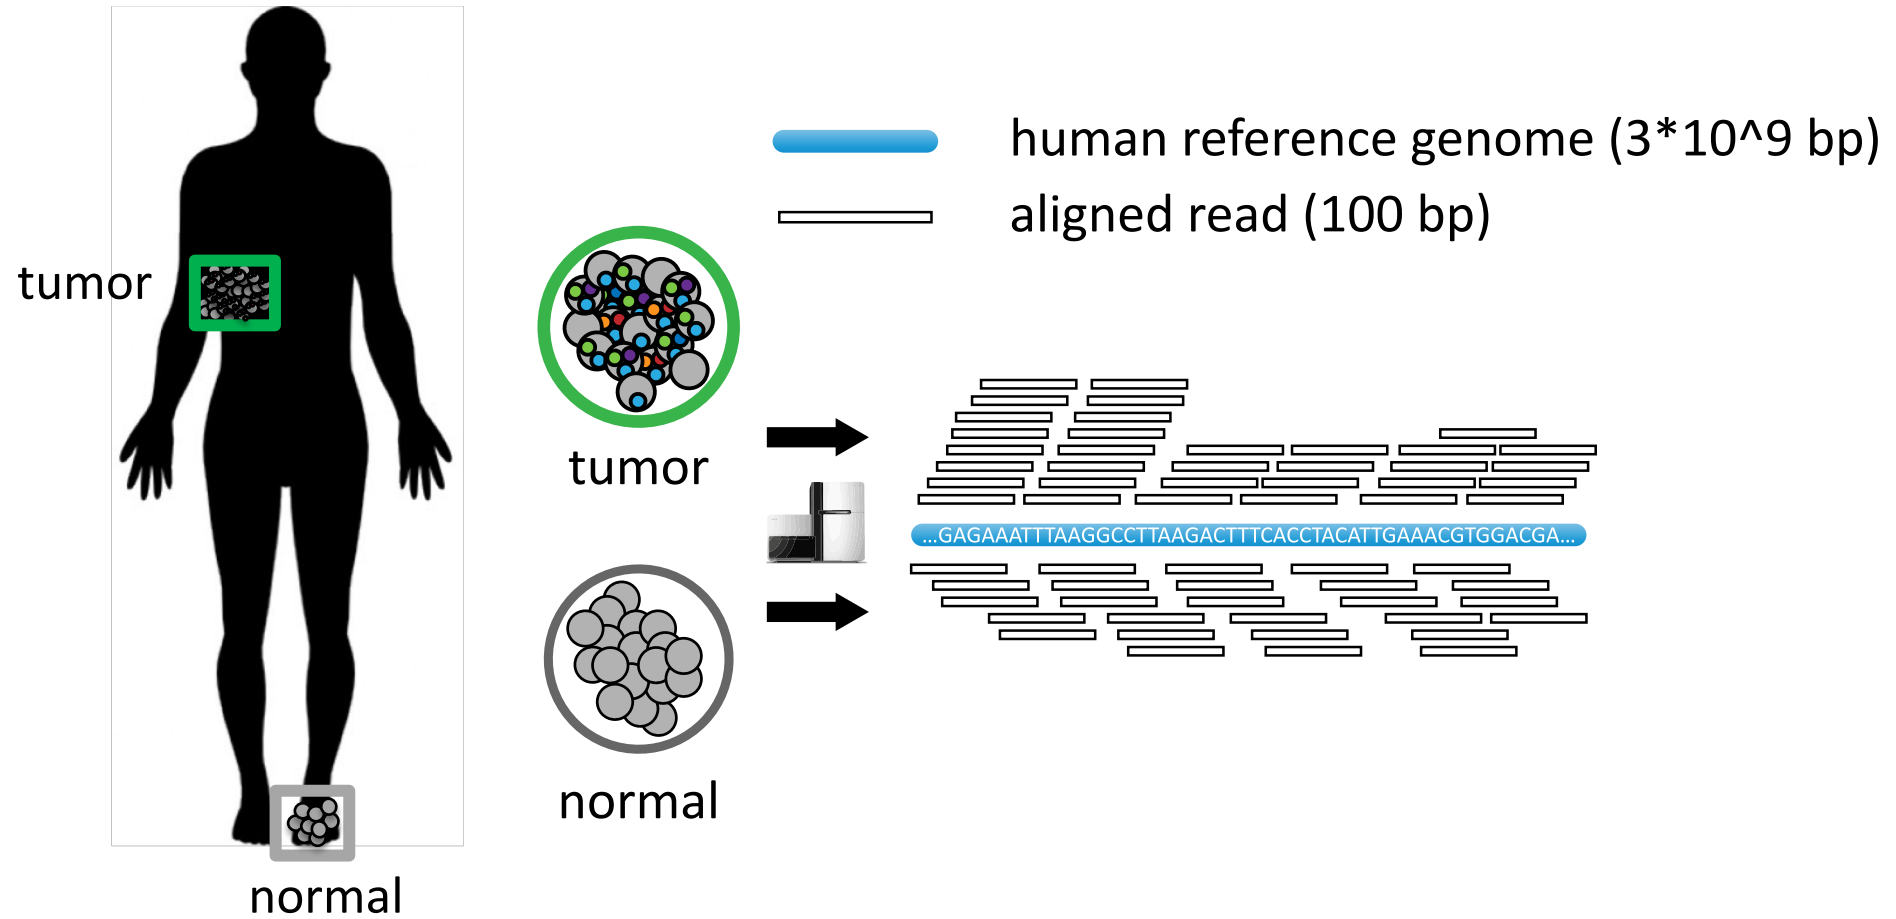 human reference genome (3*10^9 bp)
aligned read (100 bp)
tumor
tumor
...GAGAAATTTAAGGCCTTAAGACTTTCACCTACATTGAAACGTGGACGA...
normal
normal